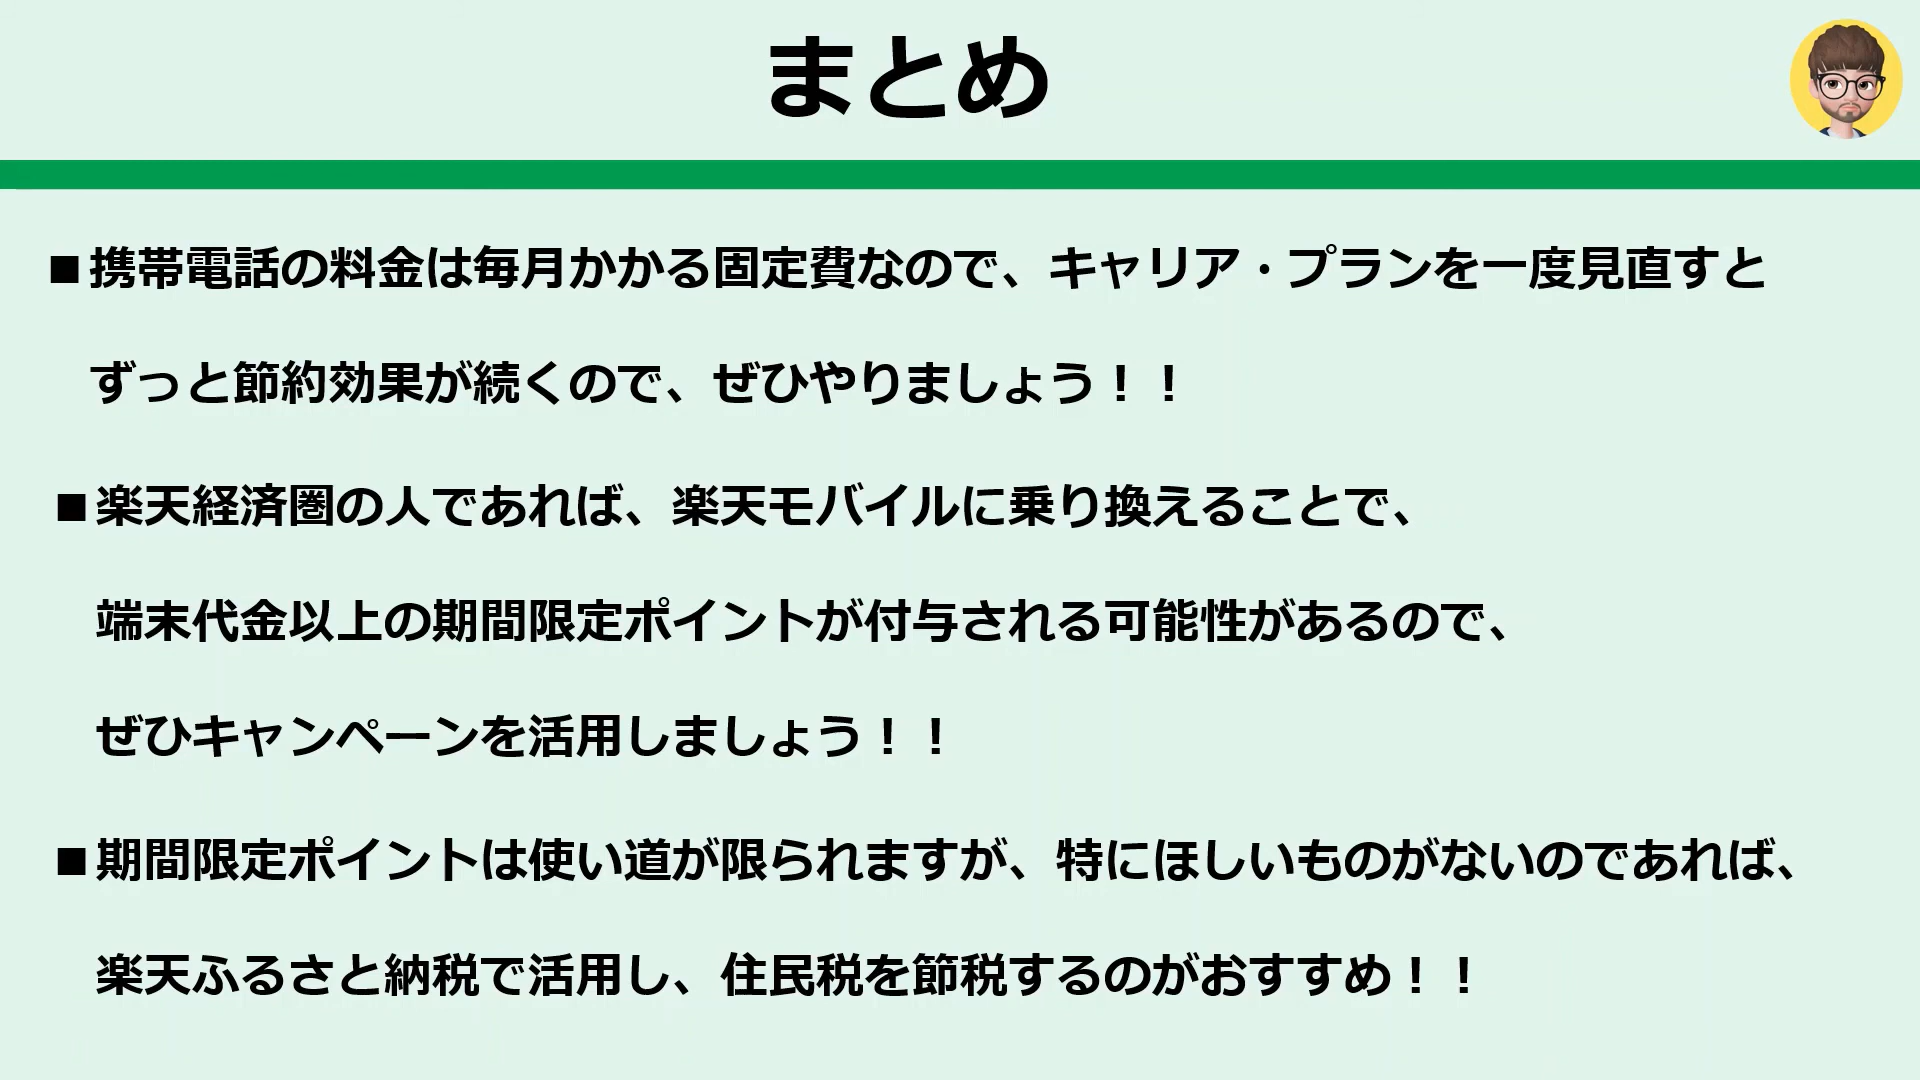 まとめ
■携帯電話の料金は毎月かかる固定費なので、キャリア・プランを一度見直すと
ずっと節約効果が続くので、ぜひやりましょう！！
■楽天経済圏の人であれば、楽天モバイルに乗り換えることで、
端末代金以上の期間限定ポイントが付与される可能性があるので、
ぜひキャンペーンを活用しましょう！！
■期間限定ポイントは使い道が限られますが、特にほしいものがないのであれば、
楽天ふるさと納税で活用し、住民税を節税するのがおすすめ！！